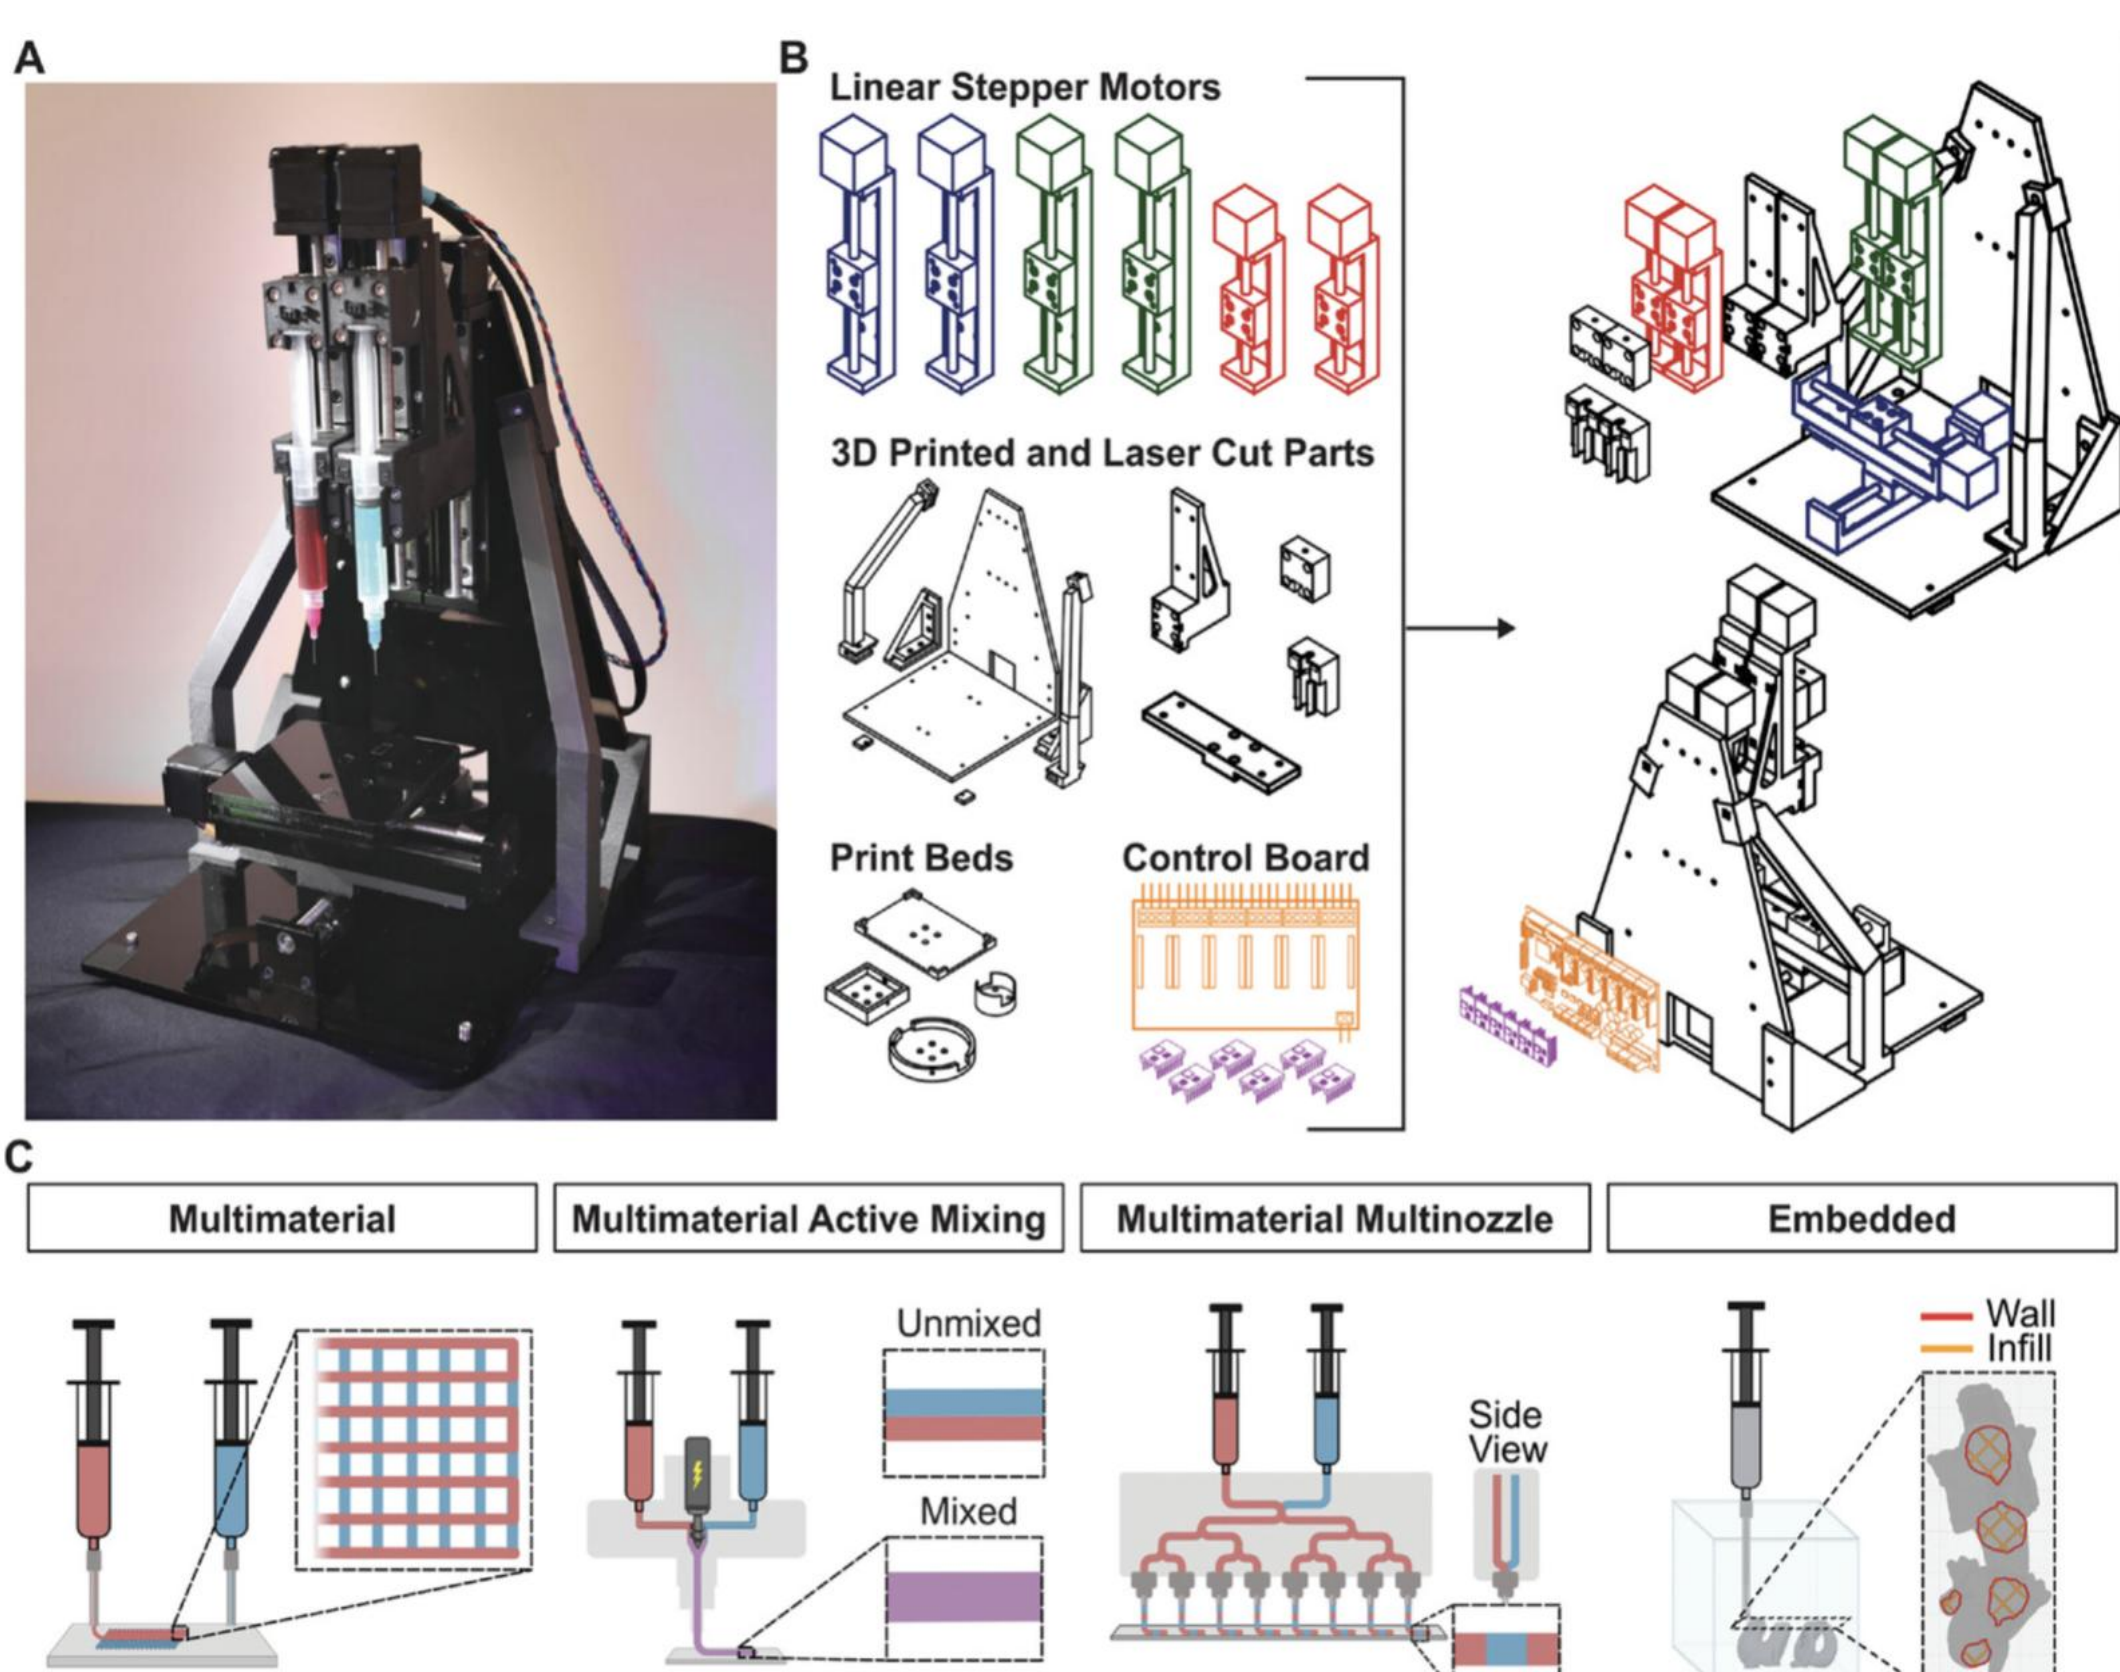 A
B
Linear Stepper Motors
3D Printed and Laser Cut Parts
Print Beds
Control Board
C
Multimaterial
Multimaterial Active Mixing
Multimaterial Multinozzle
Embedded
Unmixed
Mixed
Side
View
Wall
Infill